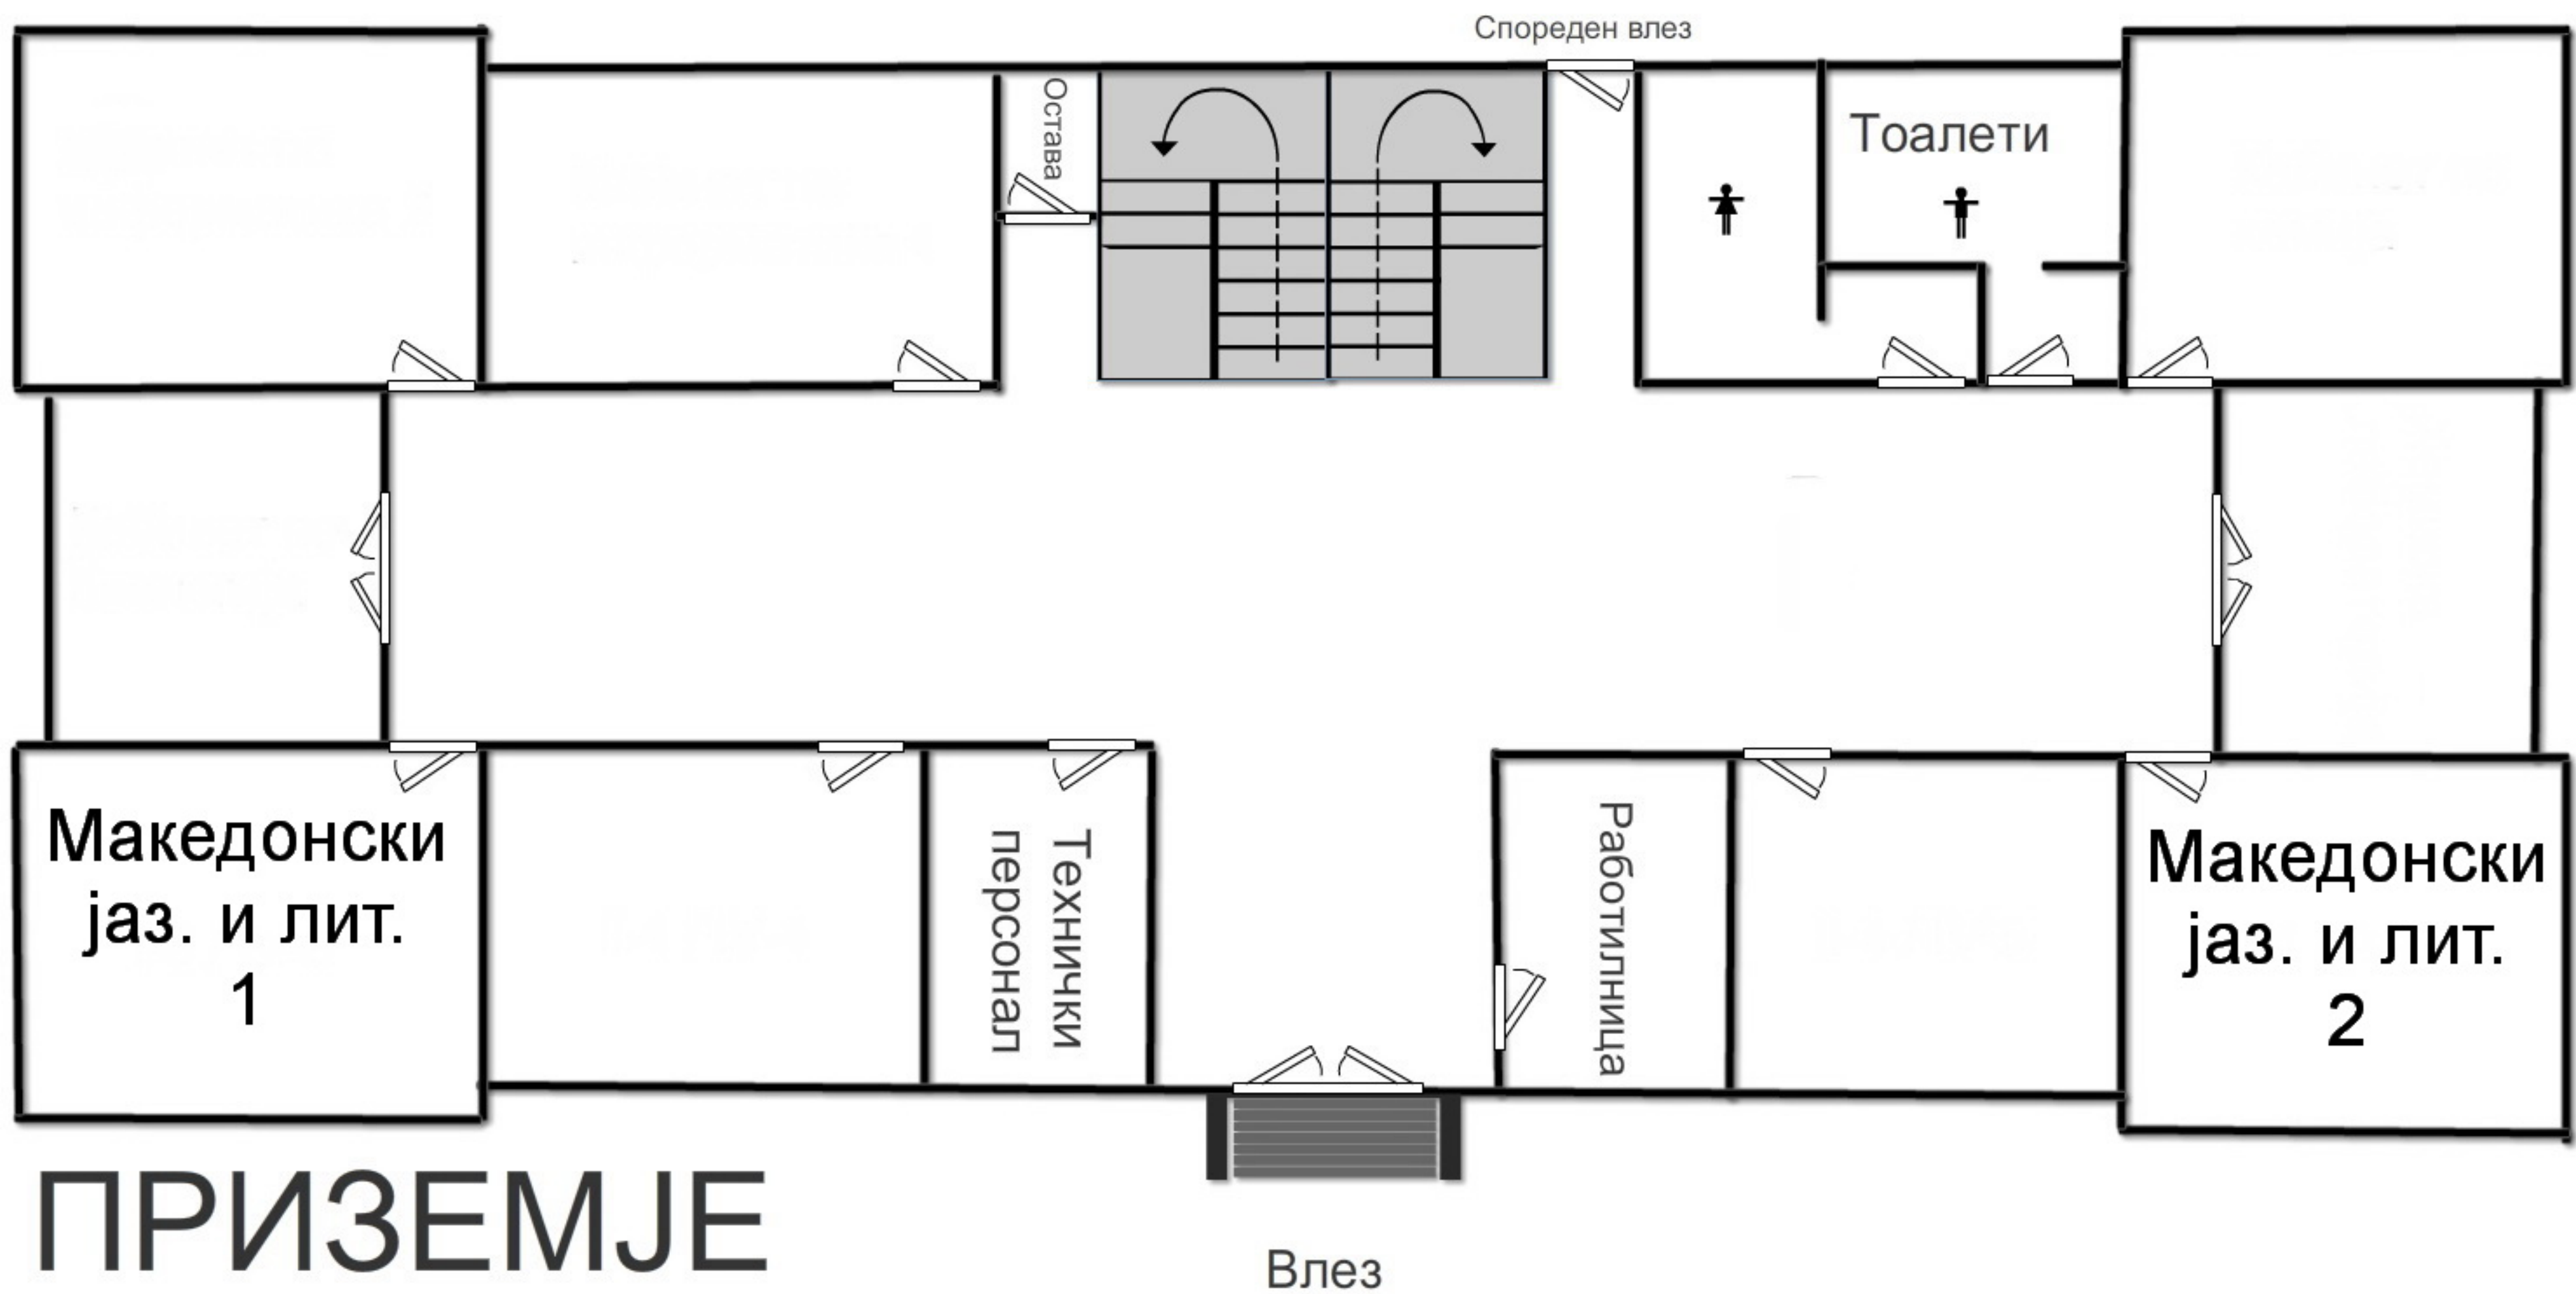 Спореден влез
Остава
Тоалети
Македонски
јаз. и лит.
1
Технички
персонал
Работилница
Македонски
јаз. и лит.
2
ПРИЗЕМЈЕ
Влез